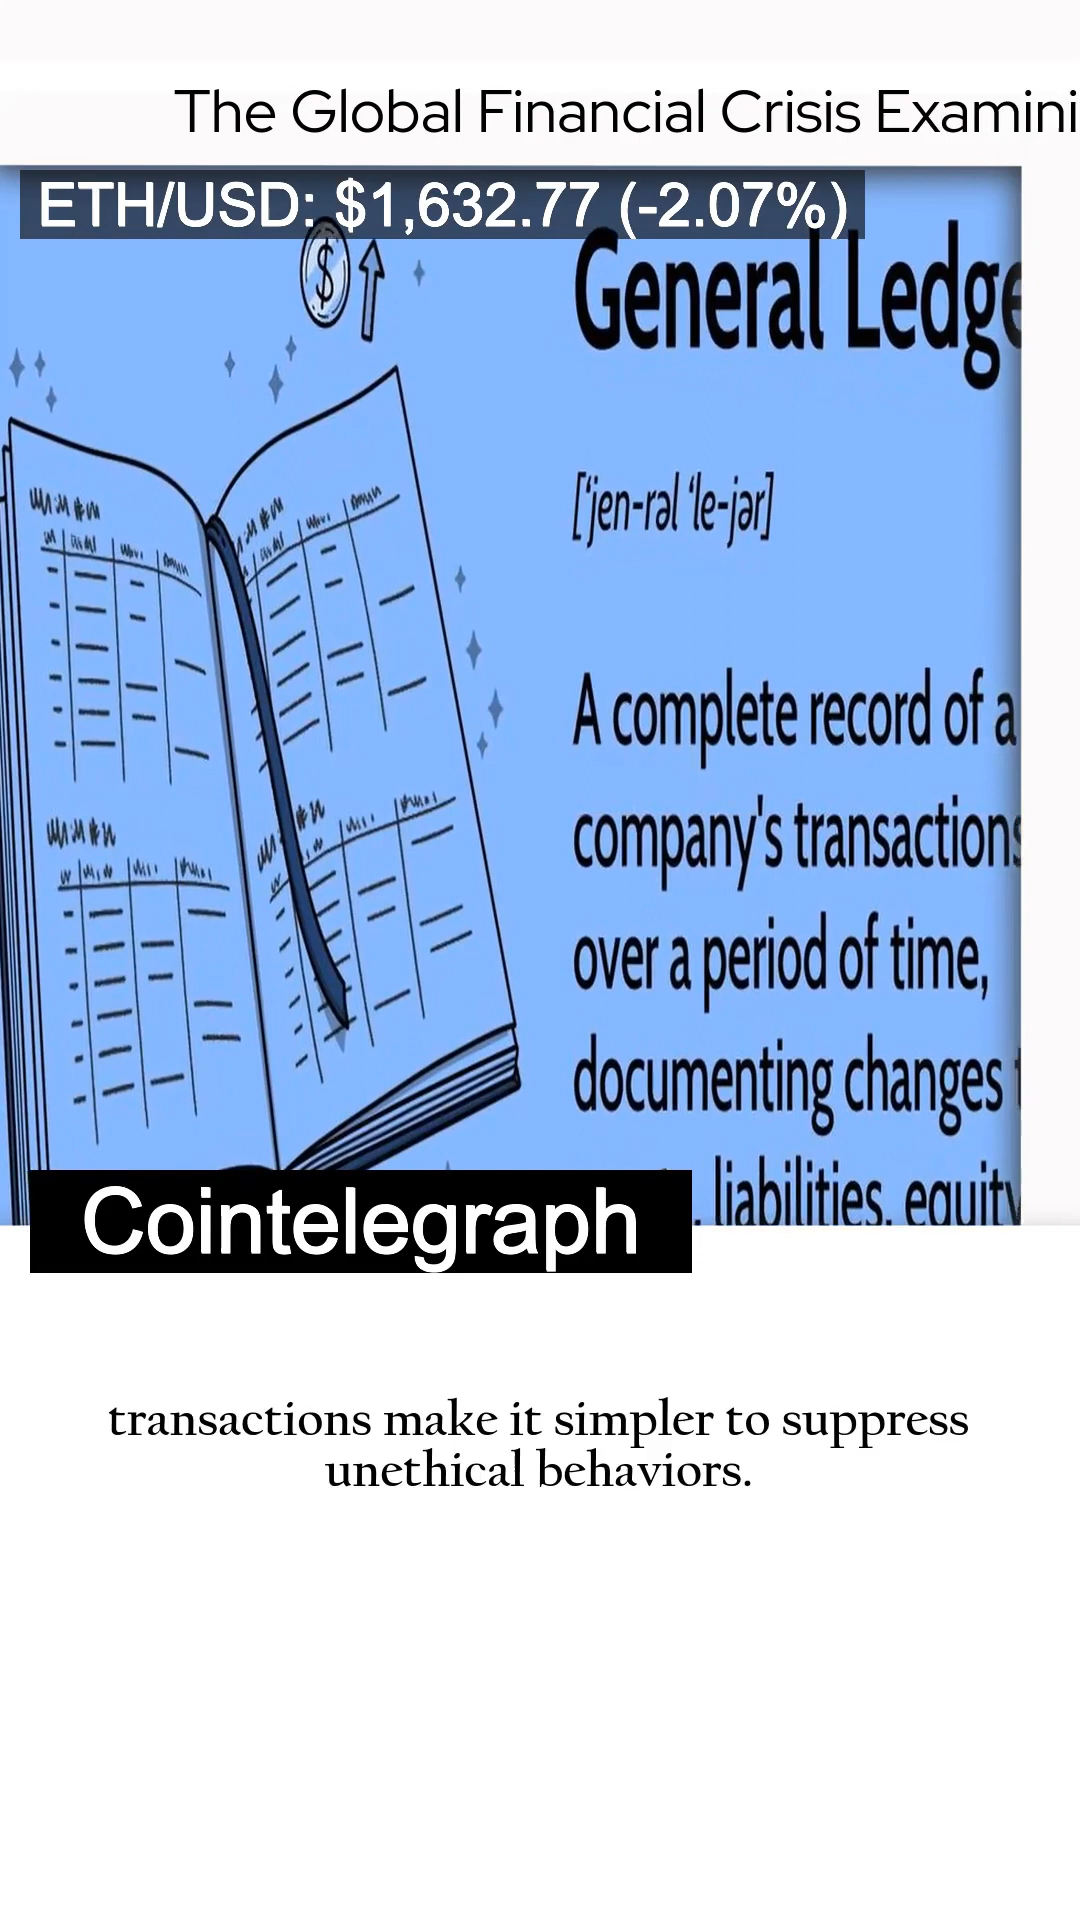 The Global Financial Crisis Examini
ETH/USD: $1,632.77 (-2.07%)
General Ledge
['jen-rəl 'le-jər]
A complete record of a
company's transactions
over a period of time,
documenting changes
liabilities, equity
Cointelegraph
transactions make it simpler to suppress
unethical behaviors.